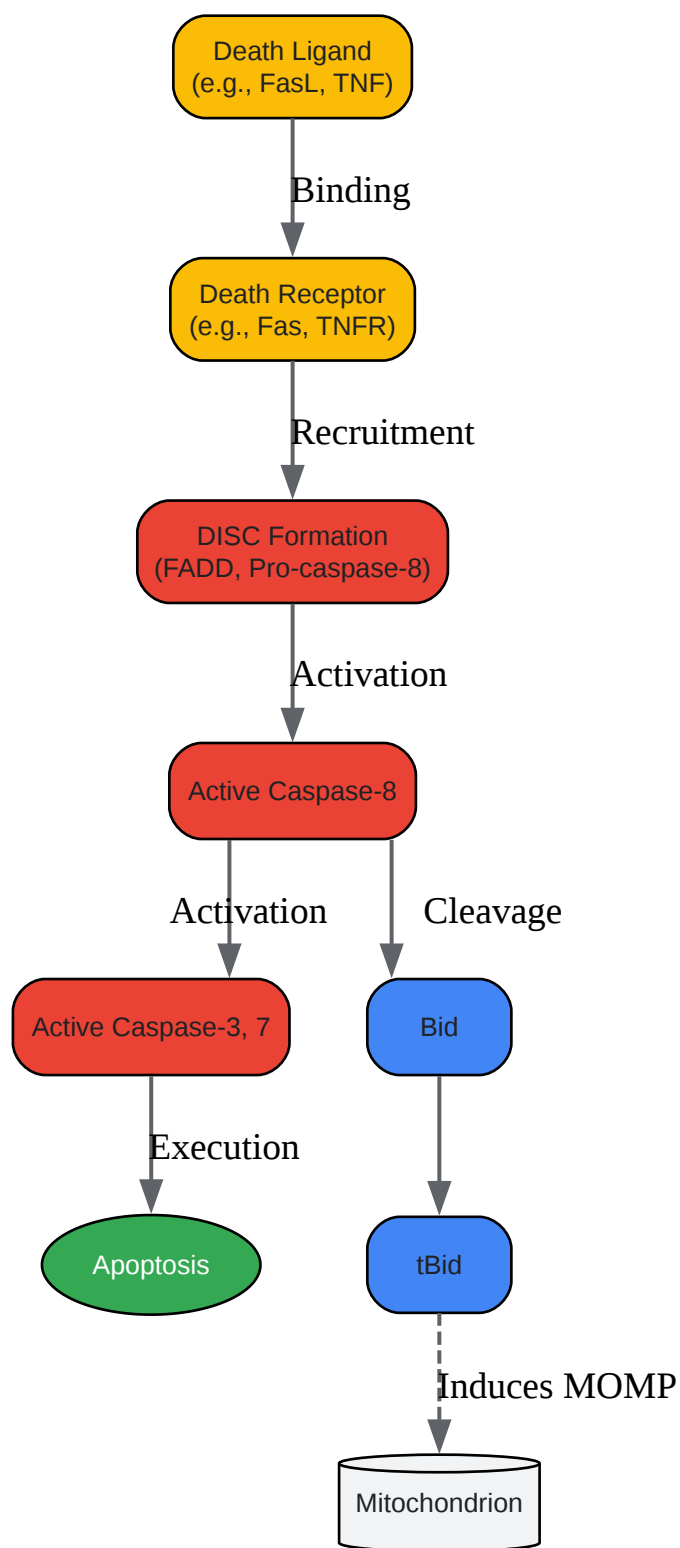 Death Ligand
(e.g., FasL, TNF)
Binding
Death Receptor
(e.g., Fas, TNFR)
Recruitment
DISC Formation
(FADD, Pro-caspase-8)
Activation
Active Caspase-8
Activation
Cleavage
Active Caspase-3, 7
Bid
Execution
Apoptosis
tBid
Induces MOMP
Mitochondrion